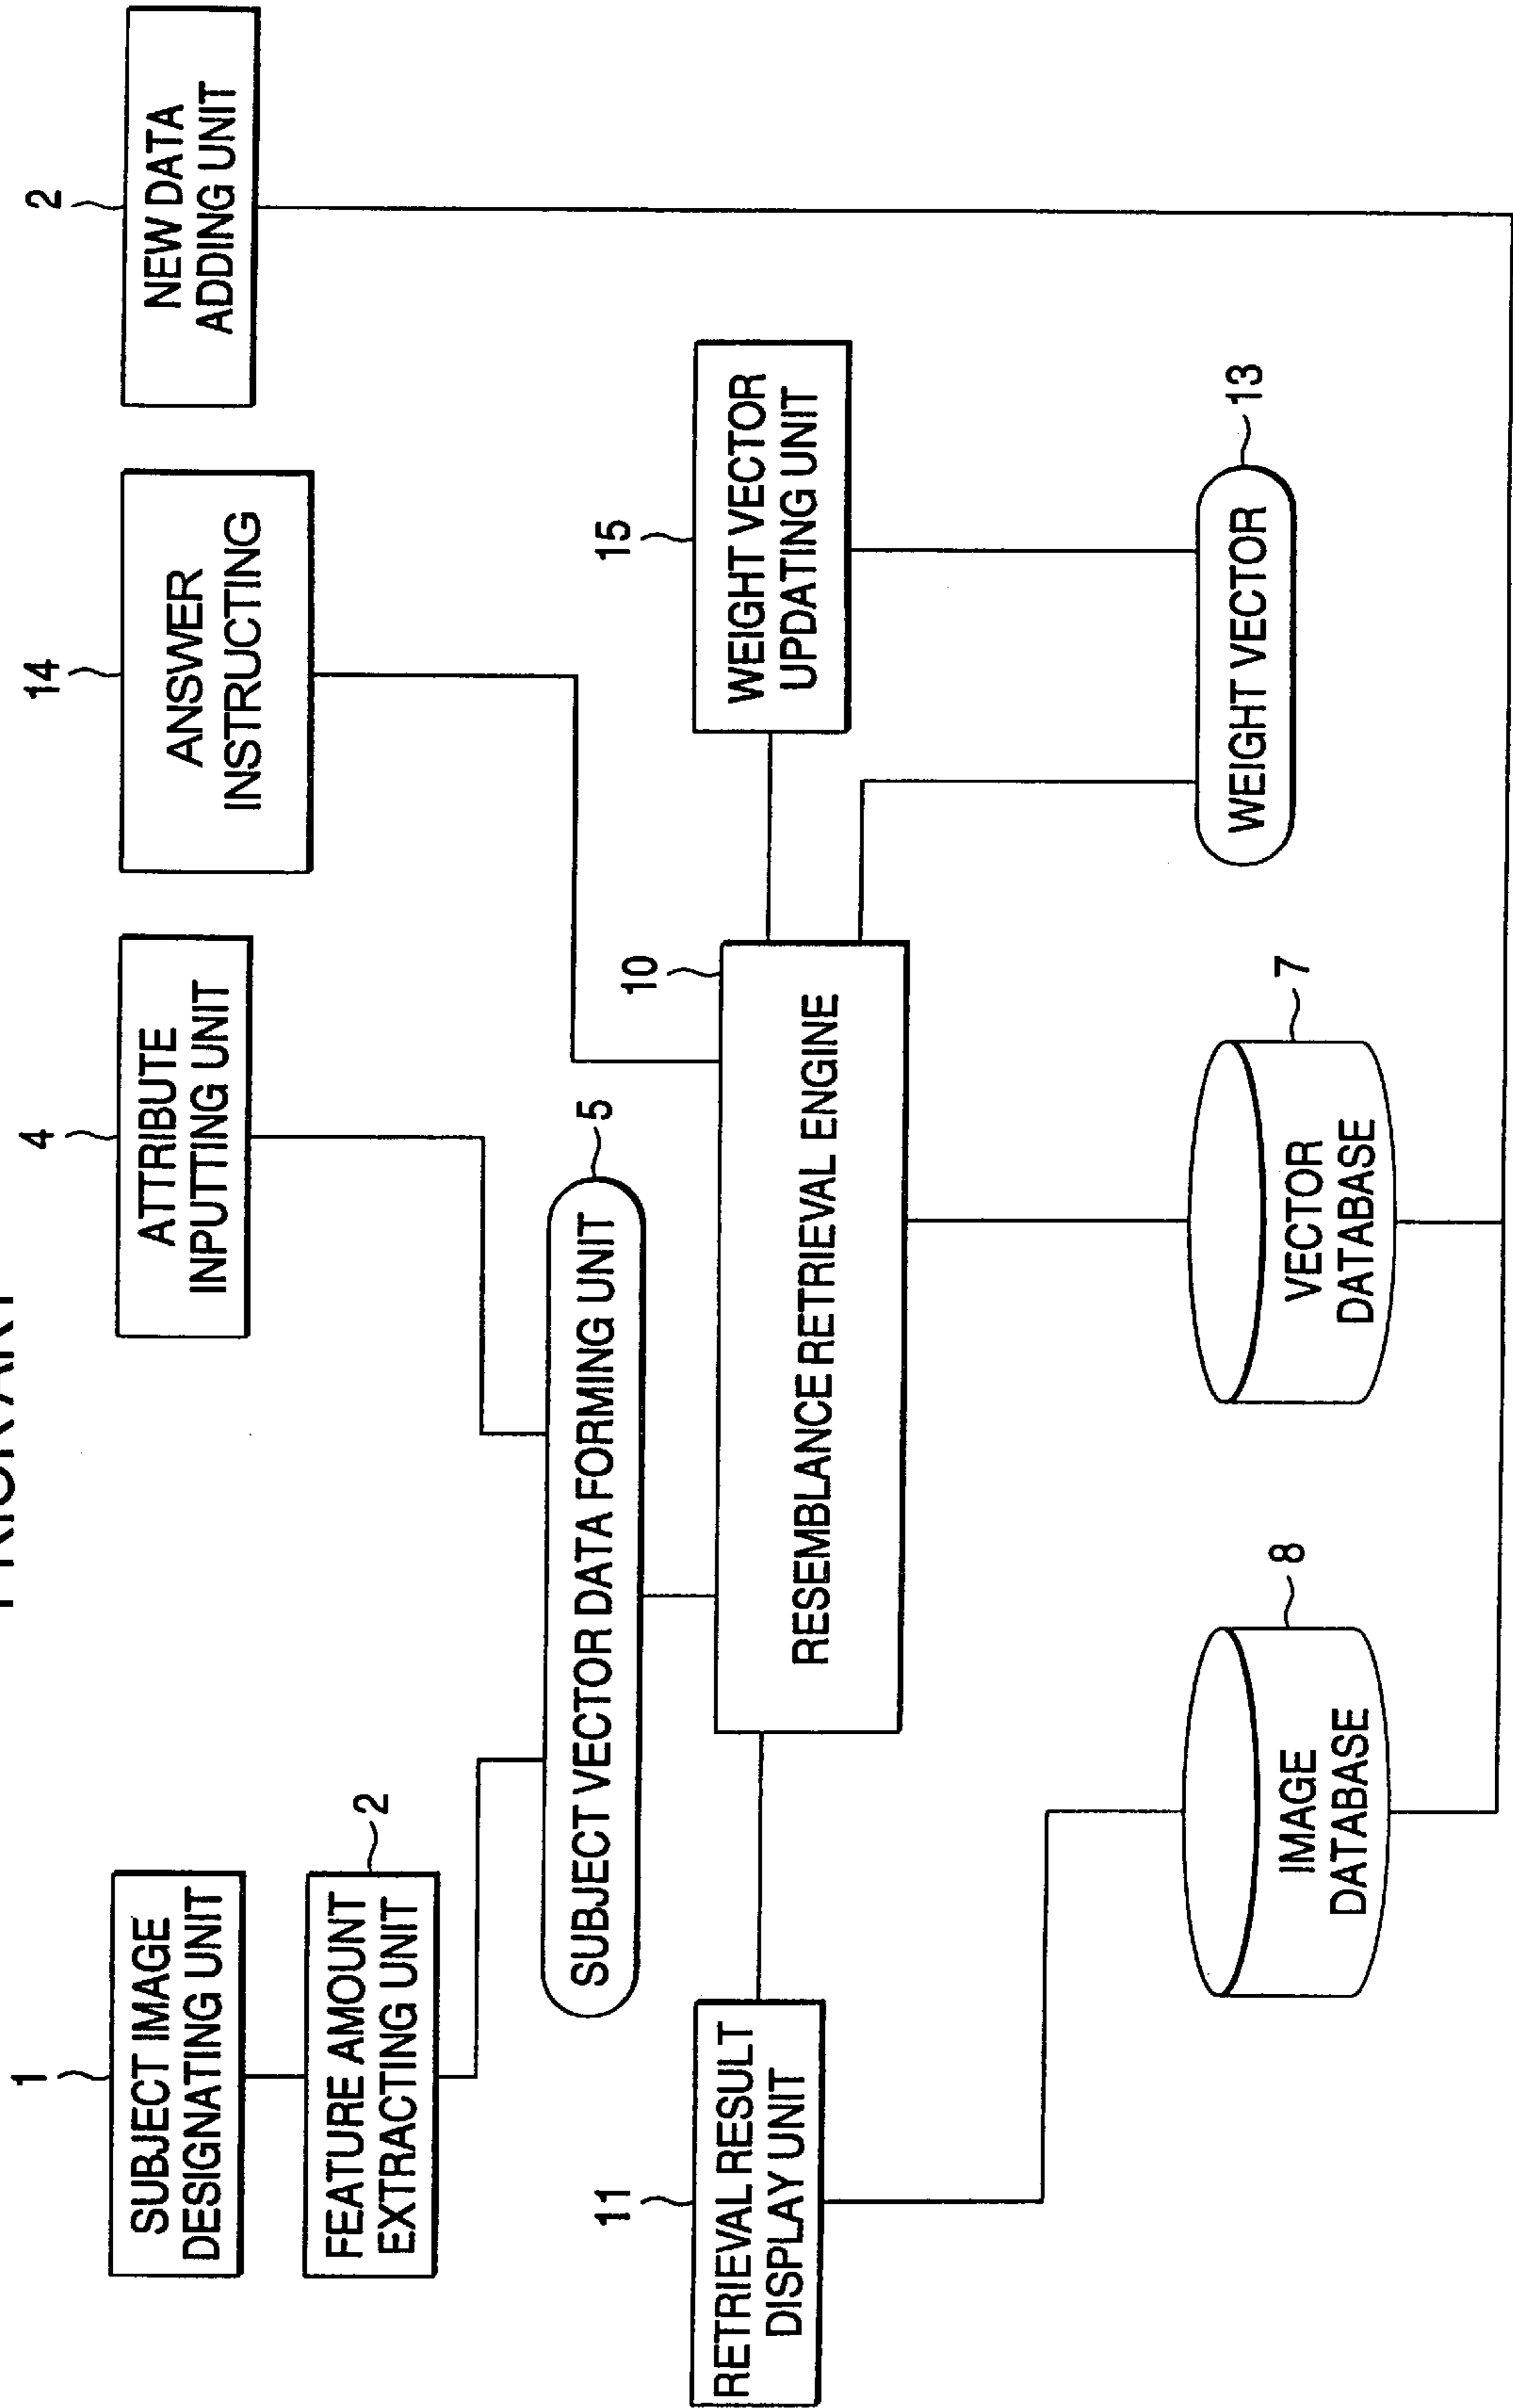 PRIOR ART
1
SUBJECT IMAGE
DESIGNATING UNIT
FEATURE AMOUNT
EXTRACTING UNIT
2
4
ATTRIBUTE
INPUTTING UNIT
14
ANSWER
INSTRUCTING
2
NEW DATA
ADDING UNIT
SUBJECT VECTOR DATA FORMING UNIT
5
11
RETRIEVAL RESULT
DISPLAY UNIT
10
RESEMBLANCE RETRIEVAL ENGINE
15
WEIGHT VECTOR
UPDATING UNIT
8
IMAGE
DATABASE
7
VECTOR
DATABASE
WEIGHT VECTOR
13